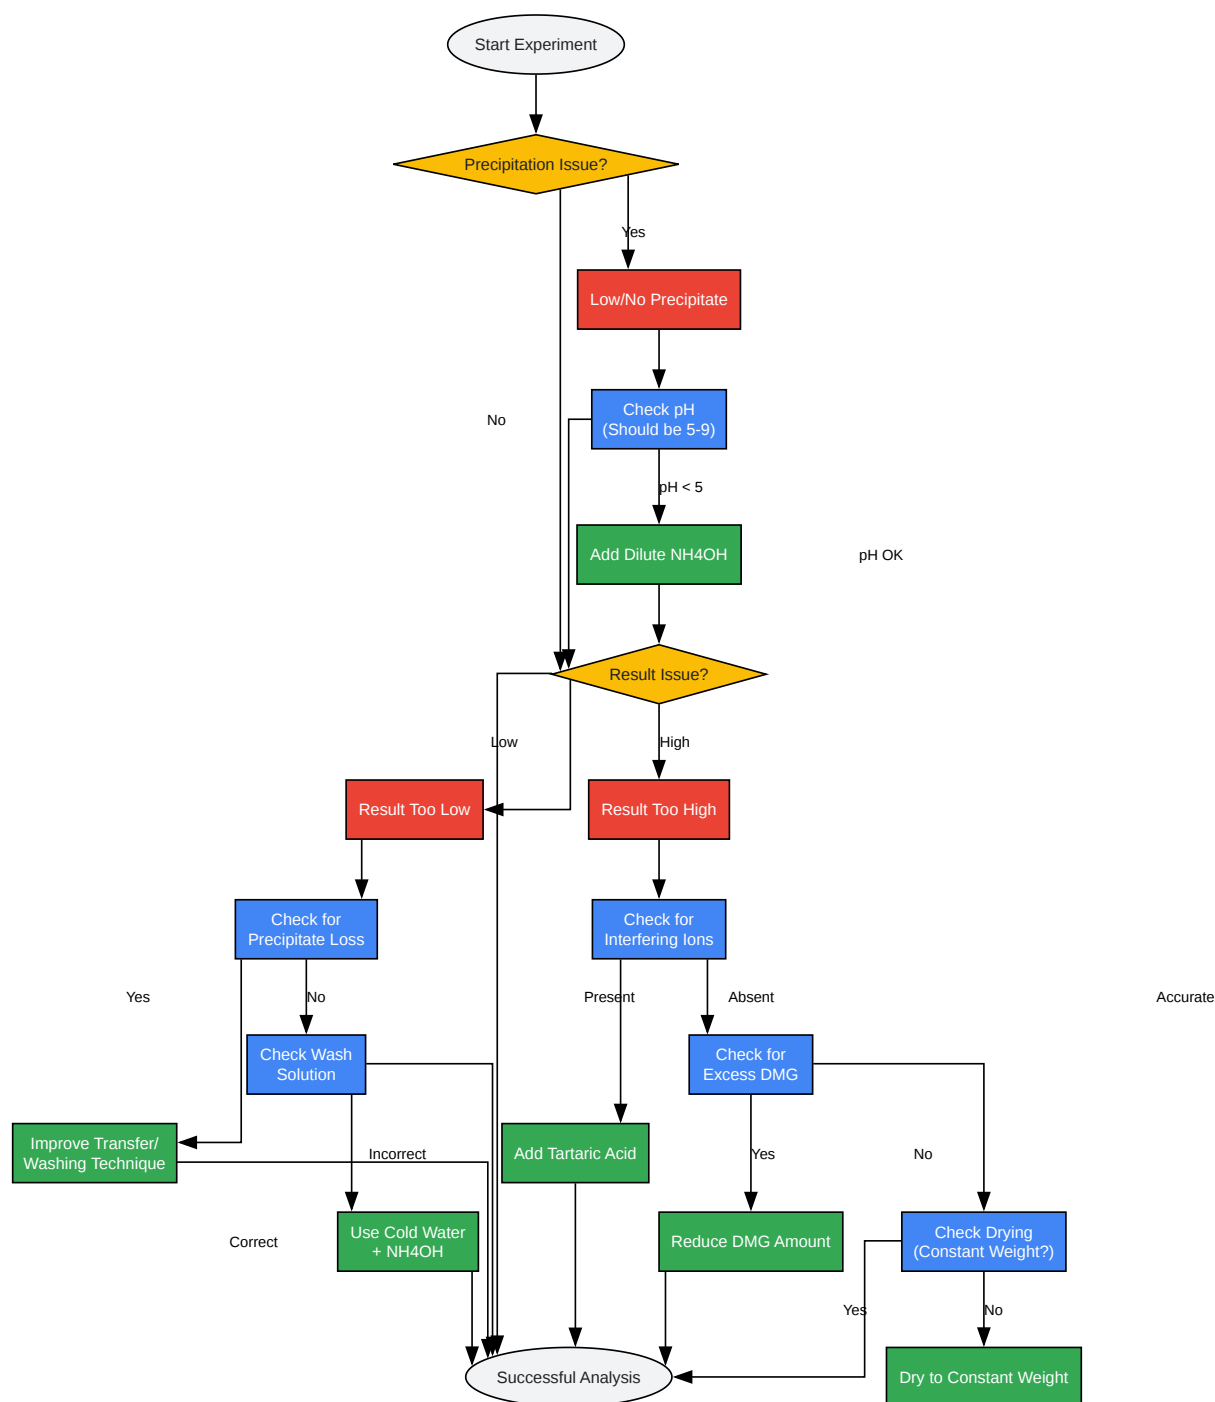 Start Experiment
Precipitation Issue?
Yes
Low/No Precipitate
No
Check pH
(Should be 5-9)
pH < 5
Add Dilute NH4OH
pH OK
Result Issue?
Low
High
Result Too Low
Result Too High
Check for
Precipitate Loss
Check for
Interfering Ions
Yes
No
Present
Absent
Accurate
Check Wash
Solution
Check for
Excess DMG
Improve Transfer/
Washing Technique
Incorrect
Add Tartaric Acid
Yes
No
Correct
Use Cold Water
+ NH4OH
Reduce DMG Amount
Check Drying
(Constant Weight?)
Yes
No
Successful Analysis
Dry to Constant Weight